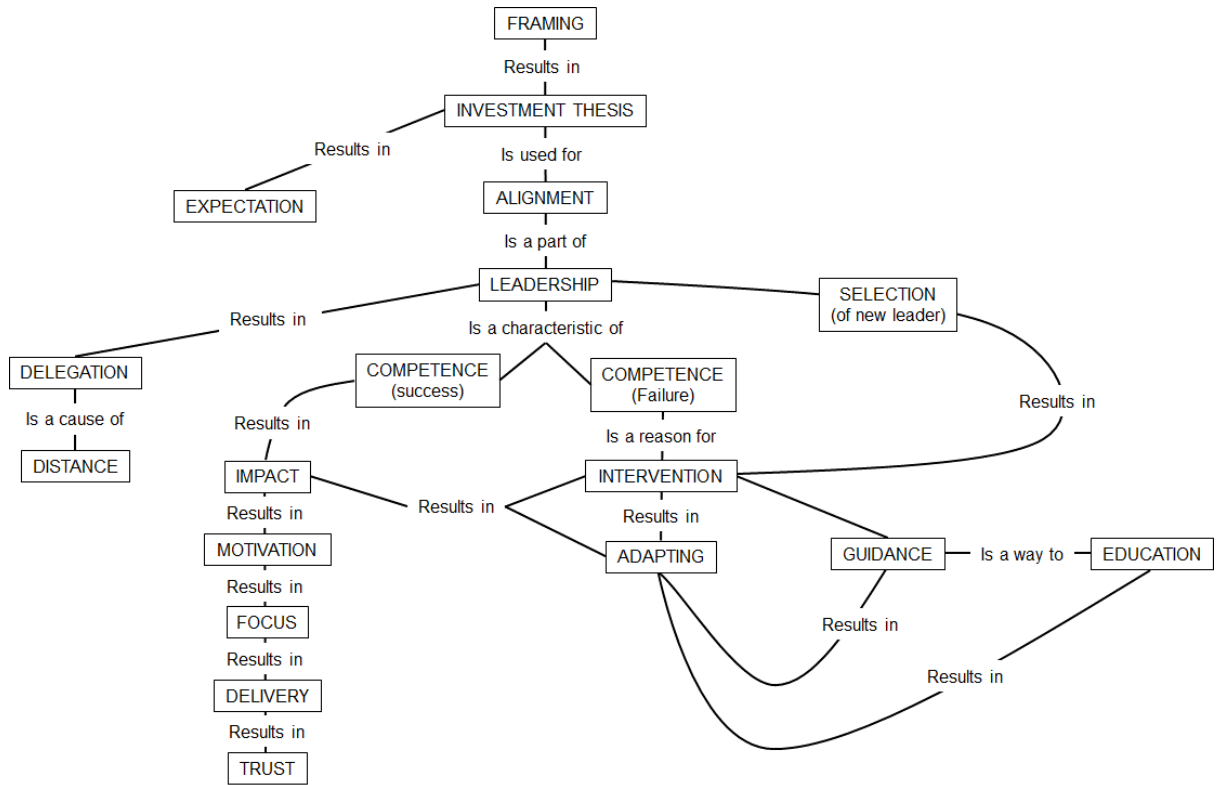 FRAMING
Results in
INVESTMENT THESIS
Results in
Is used for
EXPECTATION
ALIGNMENT
Is a part of
LEADERSHIP
SELECTION
(of new leader)
Results in
Is a characteristic of
DELEGATION
COMPETENCE
(success)
COMPETENCE
(Failure)
Results in
Is a cause of
Results in
Is a reason for
DISTANCE
IMPACT
INTERVENTION
Results in
Results in
Results in
MOTIVATION
ADAPTING
GUIDANCE
Is a way to
EDUCATION
Results in
FOCUS
Results in
Results in
Results in
DELIVERY
Results in
TRUST